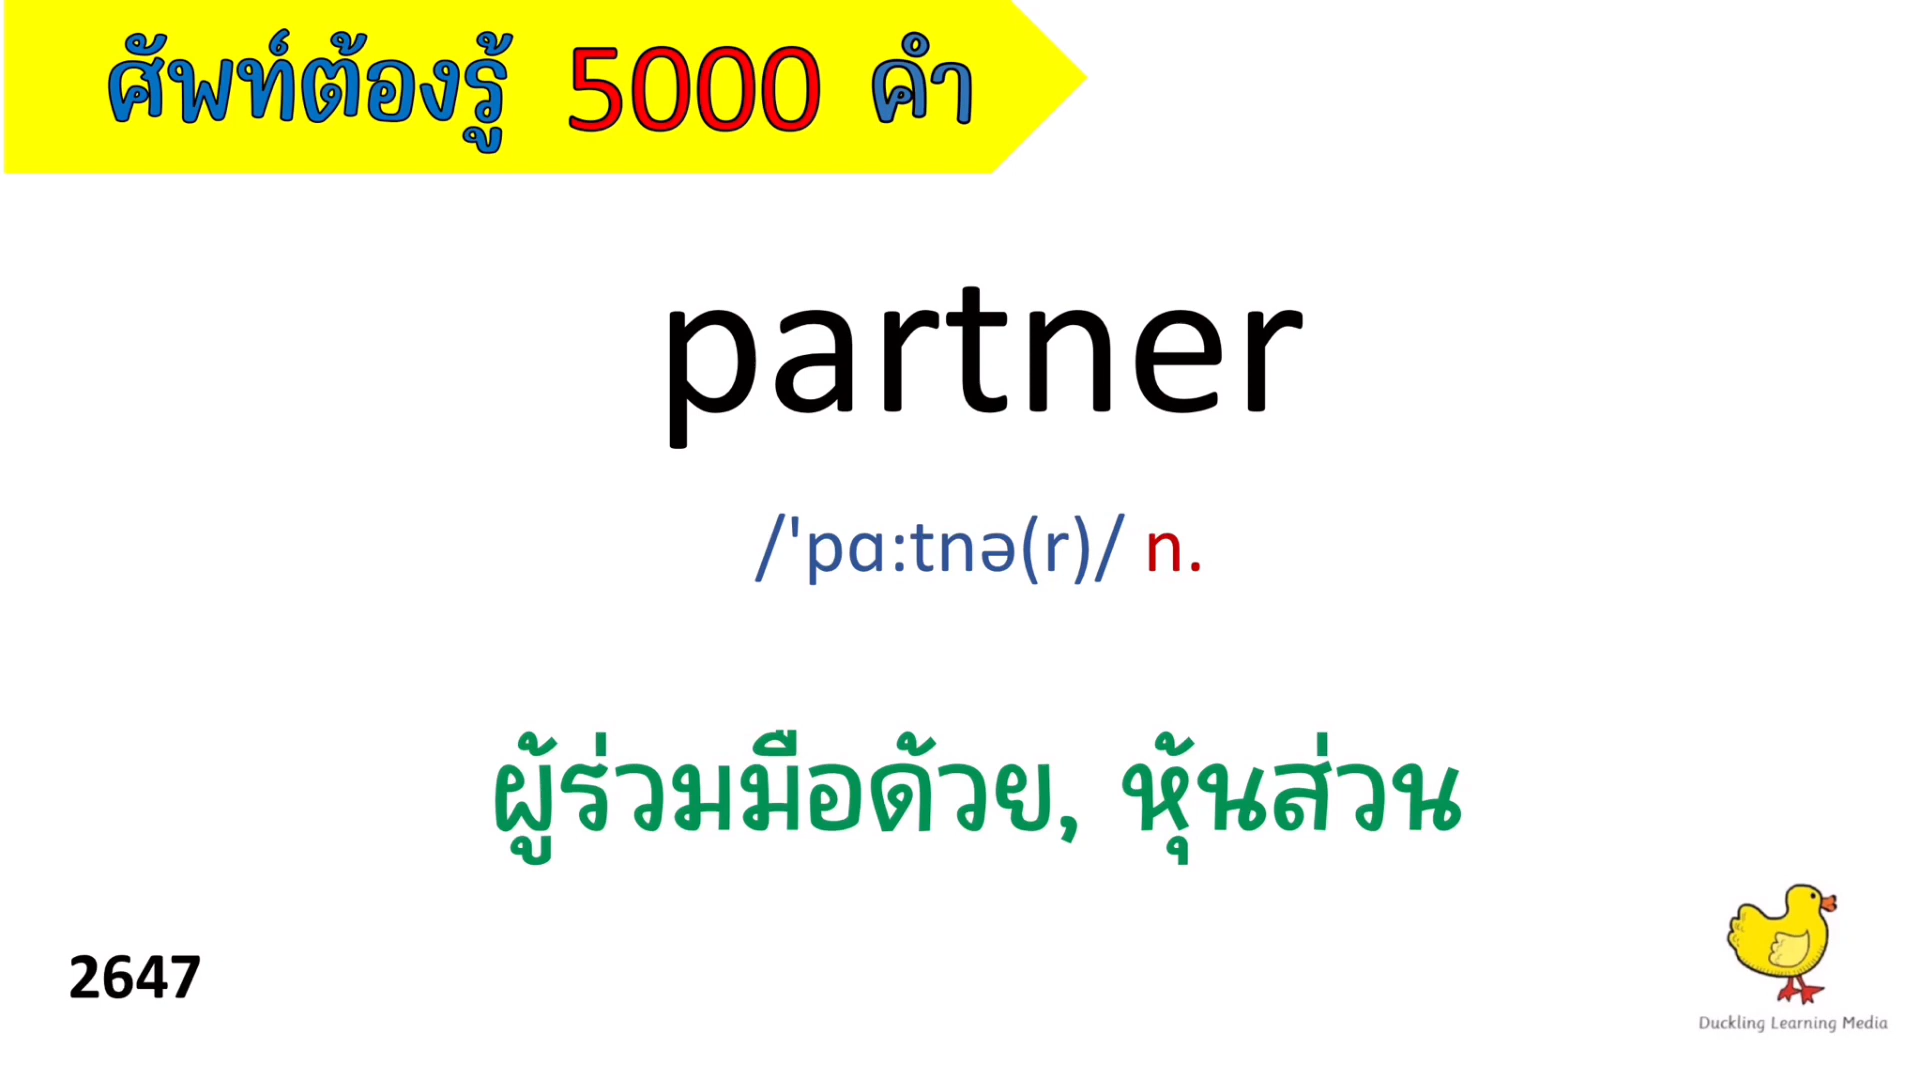 ศัพท์ต้องรู้ 5000 คำ
partner
/'pɑ:tnə(r)/ n.
ผู้ร่วมมือด้วย, หุ้นส่วน
2647
Duckling Learning Media